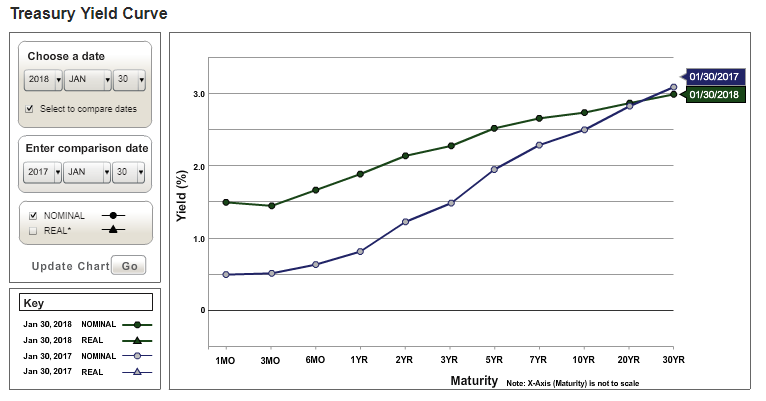 Treasury Yield Curve
Choose a date
2018 JAN 30
Select to compare dates
Enter comparison date
2017 JAN 30
NOMINAL
REAL*
Update Chart Go
Key
Jan 30, 2018 NOMINAL
Jan 30, 2018 REAL
Jan 30, 2017 NOMINAL
Jan 30, 2017 REAL
Yield (%)
3.0
2.0
1.0
0
01/30/2017
01/30/2018
1MO 3MO 6MO 1YR 2YR 3YR 5YR 7YR 10YR 20YR 30YR
Maturity Note: X-Axis (Maturity) is not to scale